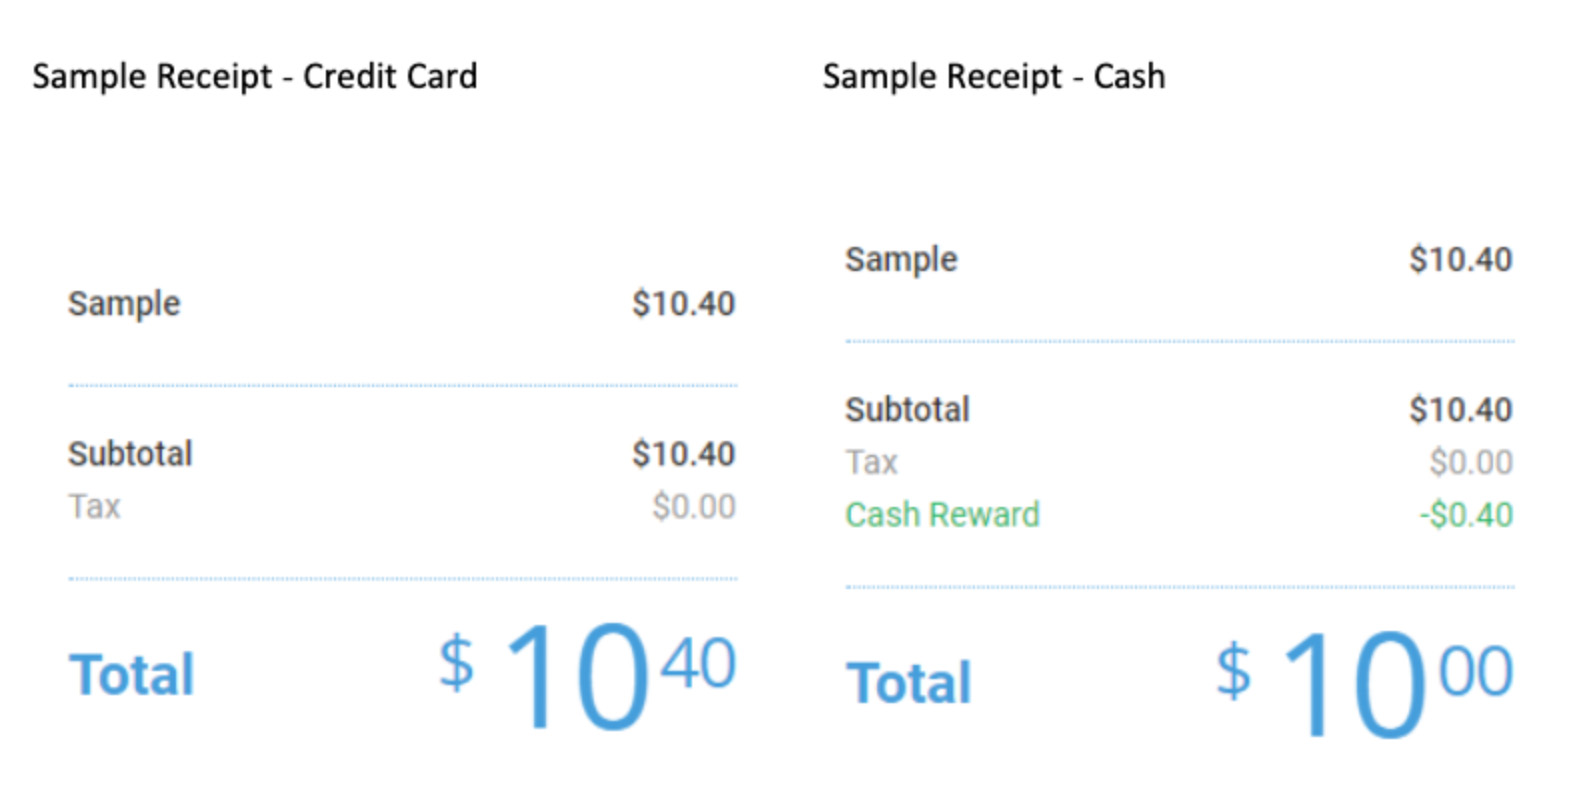 Sample Receipt - Credit Card
Sample $10.40
Subtotal $10.40
Tax $0.00
Total $ 10 40
Sample Receipt - Cash
Sample $10.40
Subtotal $10.40
Tax $0.00
Cash Reward -$0.40
Total $ 10 00